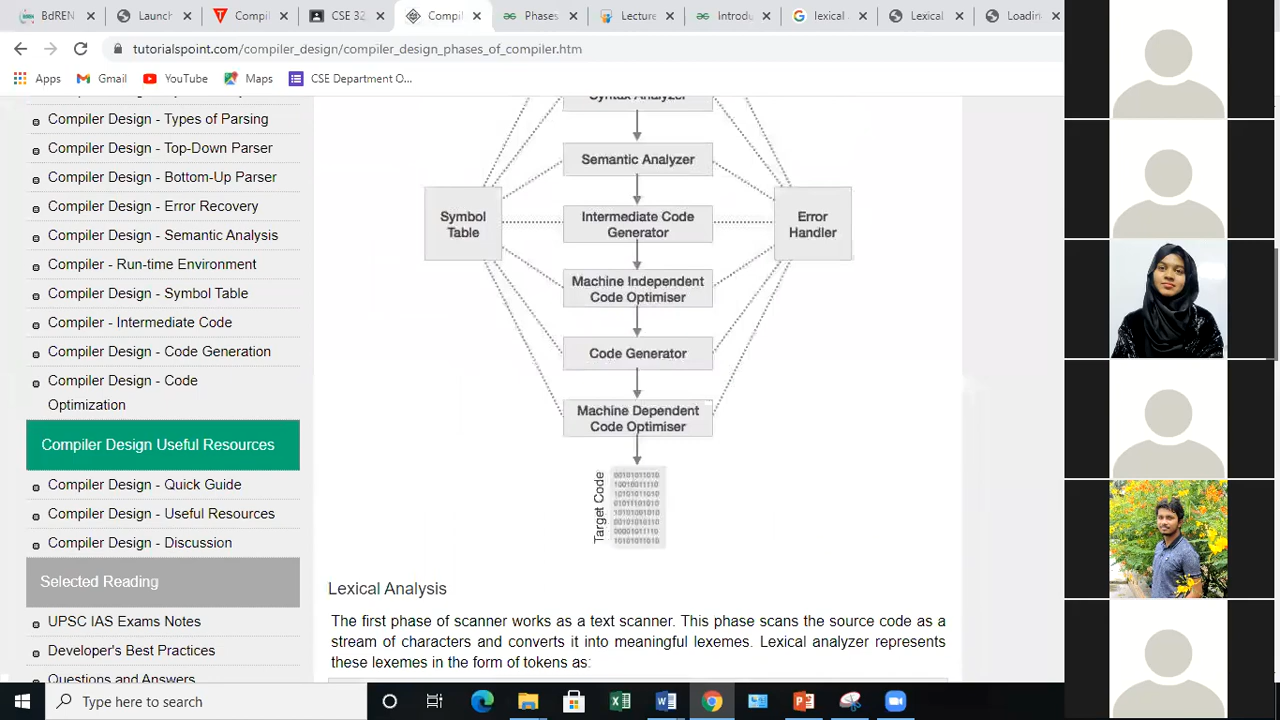 BdREN
Launch
Compil
CSE 32
Compil
Phases
Lecture
Introdu
lexical
Lexical
Loadin
tutorialspoint.com/compiler_design/compiler_design_phases_of_compiler.htm
Apps
Gmail
YouTube
Maps
CSE Department O...
Compiler Design - Types of Parsing
Compiler Design - Top-Down Parser
Compiler Design - Bottom-Up Parser
Compiler Design - Error Recovery
Compiler Design - Semantic Analysis
Compiler - Run-time Environment
Compiler Design - Symbol Table
Compiler - Intermediate Code
Compiler Design - Code Generation
Compiler Design - Code
Optimization
Compiler Design Useful Resources
Compiler Design - Quick Guide
Compiler Design - Useful Resources
Compiler Design - Discussion
Selected Reading
UPSC IAS Exams Notes
Developer's Best Practices
Questions and Answers
Syntax Analyzer
Semantic Analyzer
Symbol
Table
Intermediate Code
Generator
Error
Handler
Machine Independent
Code Optimiser
Code Generator
Machine Dependent
Code Optimiser
Target Code
Lexical Analysis
The first phase of scanner works as a text scanner. This phase scans the source code as a
stream of characters and converts it into meaningful lexemes. Lexical analyzer represents
these lexemes in the form of tokens as:
Type here to search